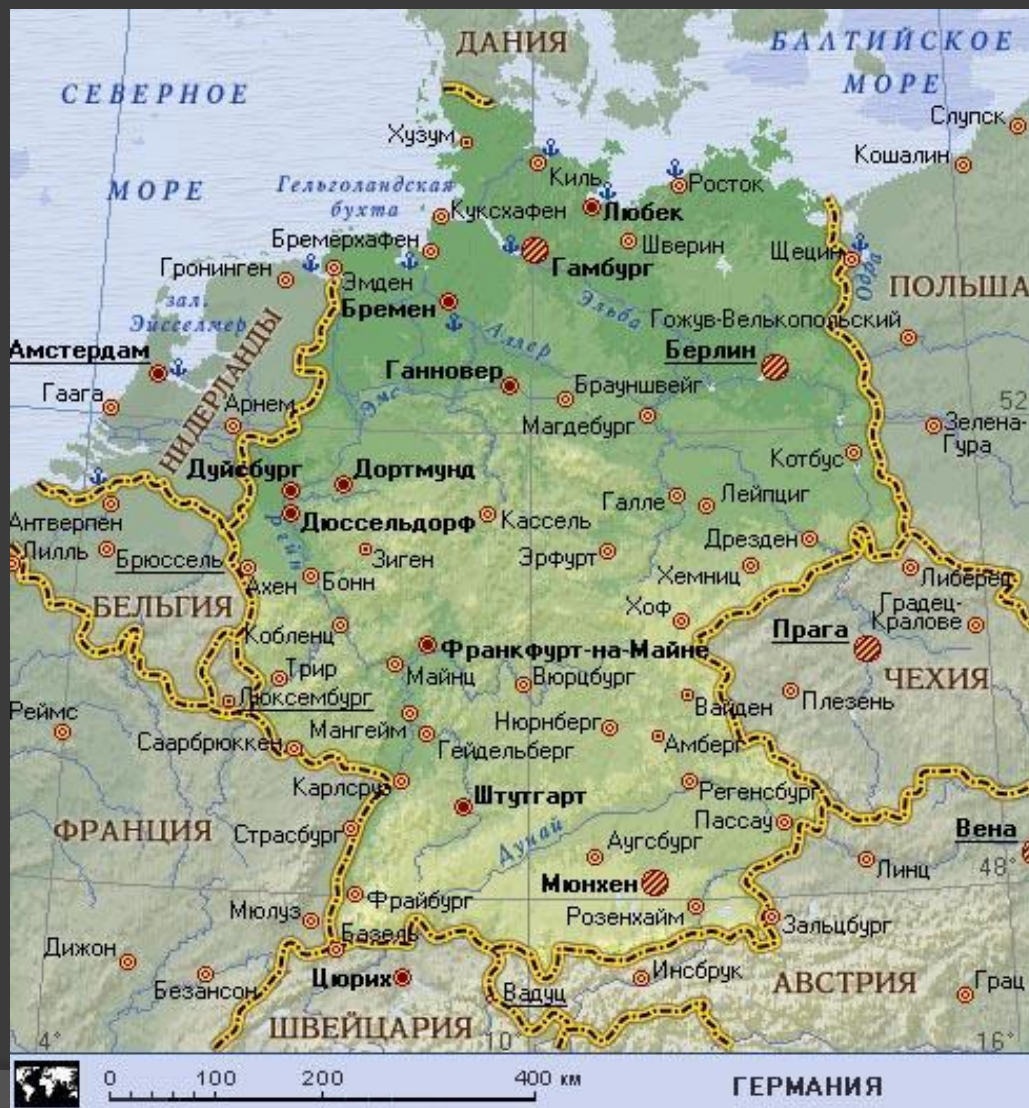 ДАНИЯ
БАЛТИЙСКОЕ
МОРЕ
СЕВЕРНОЕ
МОРЕ
Слупск
Хузум
Кошалин
Киль
Росток
Гельголандская
бухта
Куксхафен
Любек
Бремерхафен
Шверин
Щецин
Гронинген
Эмден
Гамбург
Одра
ПОЛЬША
зал.
Эйсселмер
Бремен
Эльба
Гожув-Велькопольский
Аллер
Амстердам
НИДЕРЛАНДЫ
Берлин
Ганновер
Брауншвейг
Гаага
Эмс
52
Арнем
Магдебург
Зелена-
Гура
Котбус
Дуйсбург
Дортмунд
Галле
Лейпциг
Антверпен
Дюссельдорф
Кассель
Рейн
Дрезден
Лилль
Брюссель
Зиген
Эрфурт
Ахен
Бонн
Хемниц
Либерец
БЕЛЬГИЯ
Хоф
Градец-
Кралове
Кобленц
Прага
Франкфурт-на-Майне
Трир
Майнц
Вюрцбург
ЧЕХИЯ
Люксембург
Вайден
Плезень
Реймс
Мангейм
Нюрнберг
Саарбрюккен
Гейдельберг
Амберг
Карлсруэ
Регенсбург
Штутгарт
ФРАНЦИЯ
Страсбург
Пассау
Дунай
Вена
Аугсбург
Линц
48°
Мюнхен
Фрайбург
Мюлуз
Розенхайм
Зальцбург
Базель
Дижон
Безансон
Цюрих
Инсбрук
АВСТРИЯ
Вадуц
Грац
ШВЕЙЦАРИЯ
4°
10
16°
0 100 200 400 км
ГЕРМАНИЯ